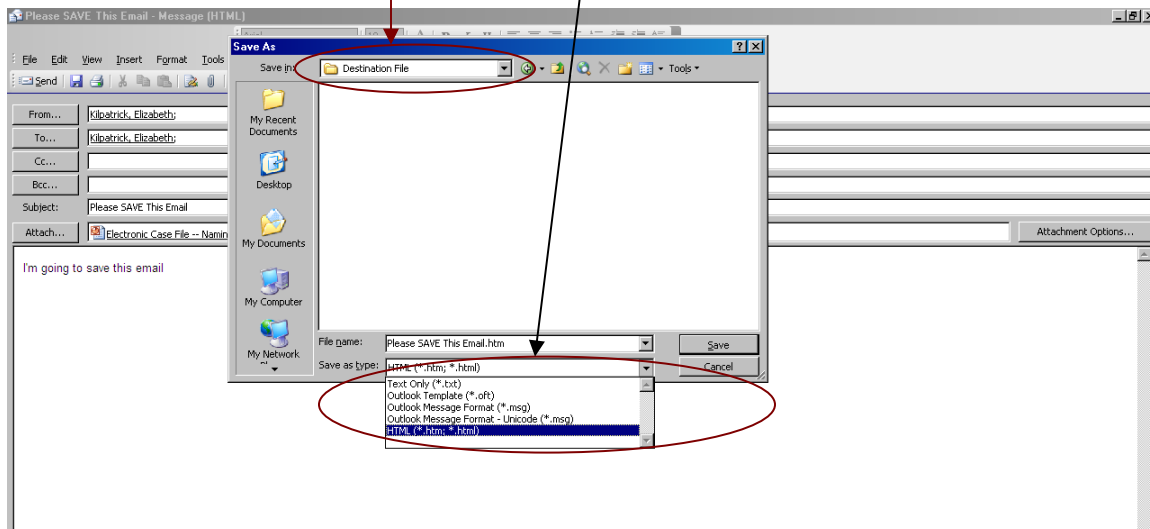 Please SAVE This Email - Message (HTML)
File Edit View Insert Format Tools
Send
From... Kilpatrick, Elizabeth;
To... Kilpatrick, Elizabeth;
Cc...
Bcc...
Subject: Please SAVE This Email
Attach... Electronic Case File -- Namin
Attachment Options...
I'm going to save this email
Save As
Save in: Destination File
Tools
My Recent
Documents
Desktop
My Documents
My Computer
My Network
File name: Please SAVE This Email.htm
Save
Save as type: HTML (*.htm; *.html)
Cancel
Text Only (*.txt)
Outlook Template (*.oft)
Outlook Message Format (*.msg)
Outlook Message Format - Unicode (*.msg)
HTML (*.htm; *.html)